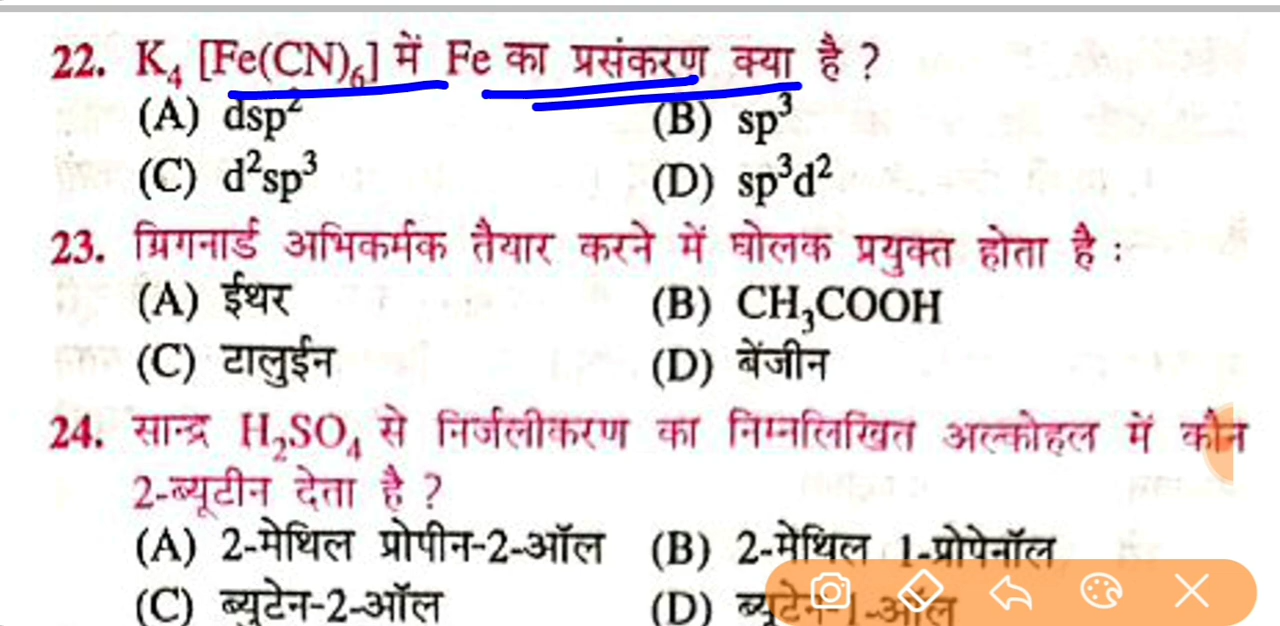 22. K₄ [Fe(CN)₆] में Fe का प्रसंकरण क्या है ?
(A) dsp² (B) sp³
(C) d²sp³ (D) sp³d²
23. ग्रिगनार्ड अभिकर्मक तैयार करने में घोलक प्रयुक्त होता है :
(A) ईथर (B) CH₃COOH
(C) टालुईन (D) बेंजीन
24. सान्द्र H₂SO₄ से निर्जलीकरण का निम्नलिखित अल्कोहल में कौन
2-ब्यूटीन देता है ?
(A) 2-मेथिल प्रोपीन-2-ऑल (B) 2-मेथिल 1-प्रोपेनॉल
(C) ब्युटेन-2-ऑल (D) ब्यूटेन-1-ऑल